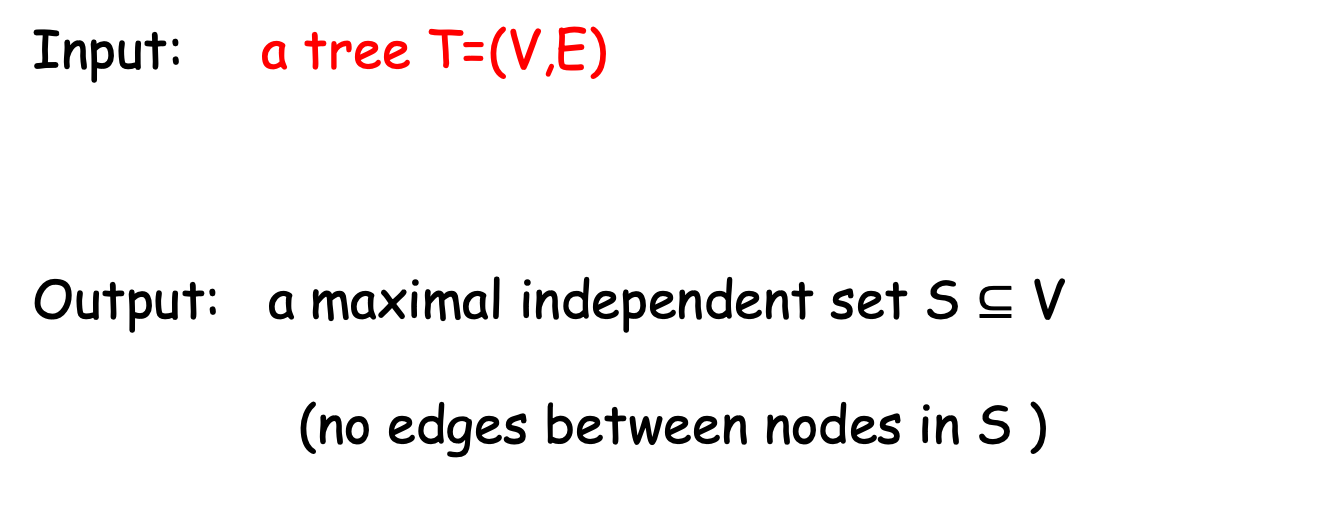 Input: a tree T=(V,E)
Output: a maximal independent set S ⊆ V
(no edges between nodes in S )